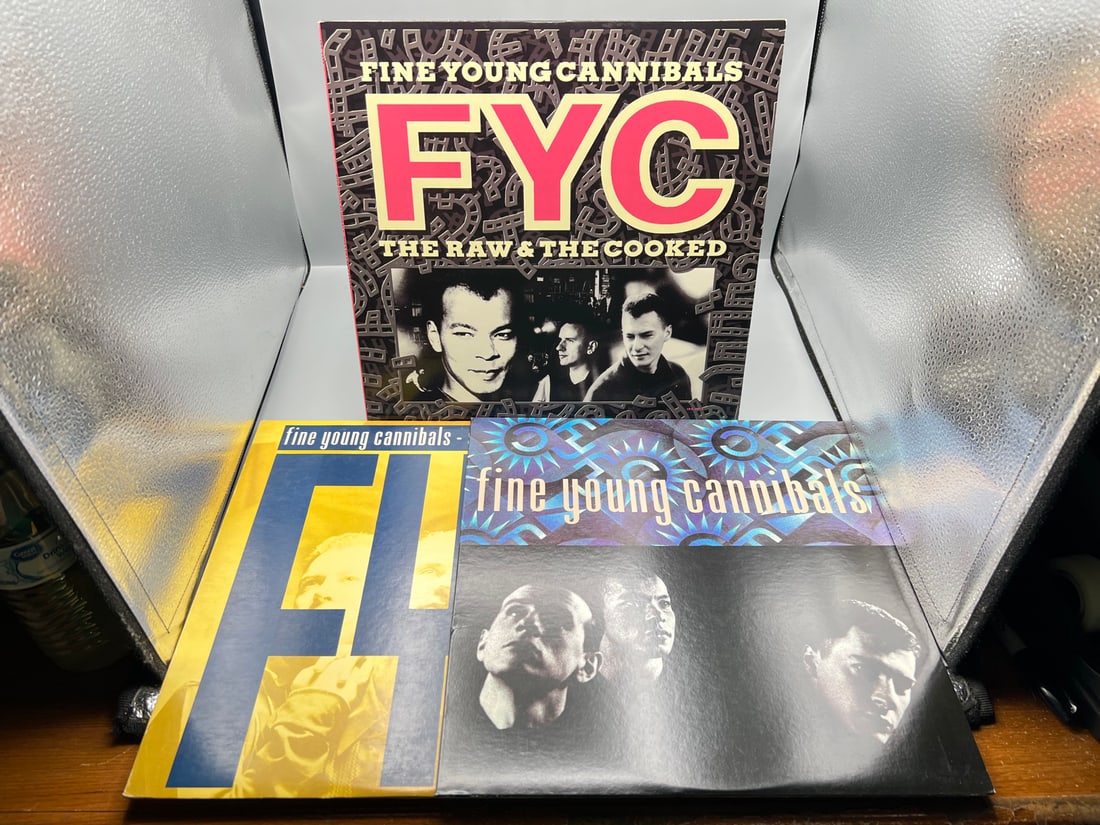 FINE YOUNG CANNIBALS
FYC
THE RAW & THE COOKED
fine young cannibals -
fine young cannibals